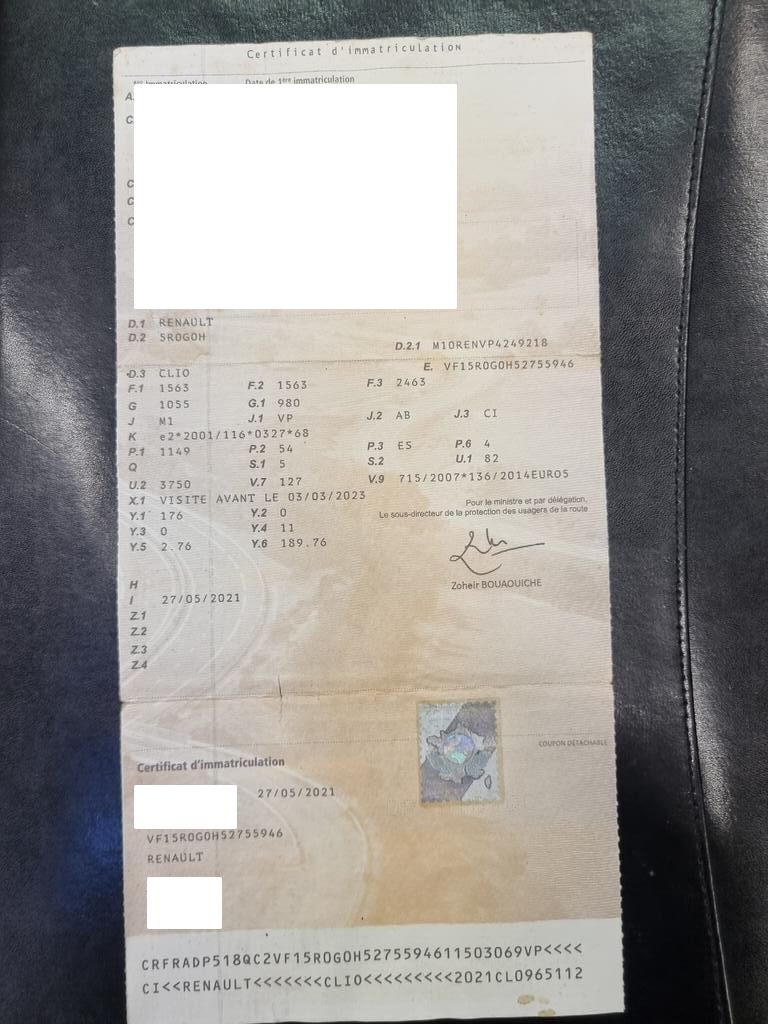 Certificat d'immatriculation
N° Immatriculation Date de 1ère immatriculation
A.
C
C
C
C
D.1 RENAULT
D.2 5R0G0H
D.2.1 M10RENVP4249218
D.3 CLIO E. VF15R0G0H52755946
F.1 1563 F.2 1563 F.3 2463
G 1055 G.1 980
J M1 J.1 VP J.2 AB J.3 CI
K e2*2001/116*0327*68
P.1 1149 P.2 54 P.3 ES P.6 4
Q S.1 5 S.2 U.1 82
U.2 3750 V.7 127 V.9 715/2007*136/2014EURO5
X.1 VISITE AVANT LE 03/03/2023
Pour le ministre et par délégation,
Y.1 176 Y.2 0 Le sous-directeur de la protection des usagers de la route
Y.3 0 Y.4 11
Y.5 2.76 Y.6 189.76
Zoheir BOUAOUICHE
H
I 27/05/2021
Z.1
Z.2
Z.3
Z.4
COUPON DÉTACHABLE
Certificat d'immatriculation
27/05/2021
VF15R0G0H52755946
RENAULT
CRFRADP518QC2VF15R0G0H5275594611503069VP<<<<
CI<<RENAULT<<<<<<<CLIO<<<<<<<<<2021CL0965112